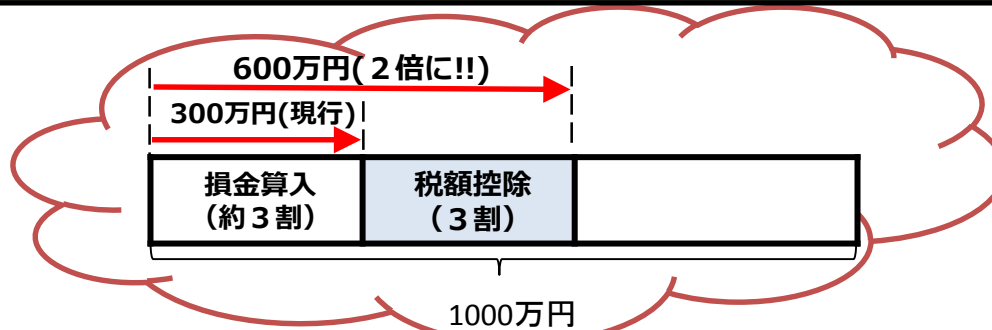 600万円(２倍に!!)
300万円(現行)
損金算入
（約３割）
税額控除
（３割）
1000万円